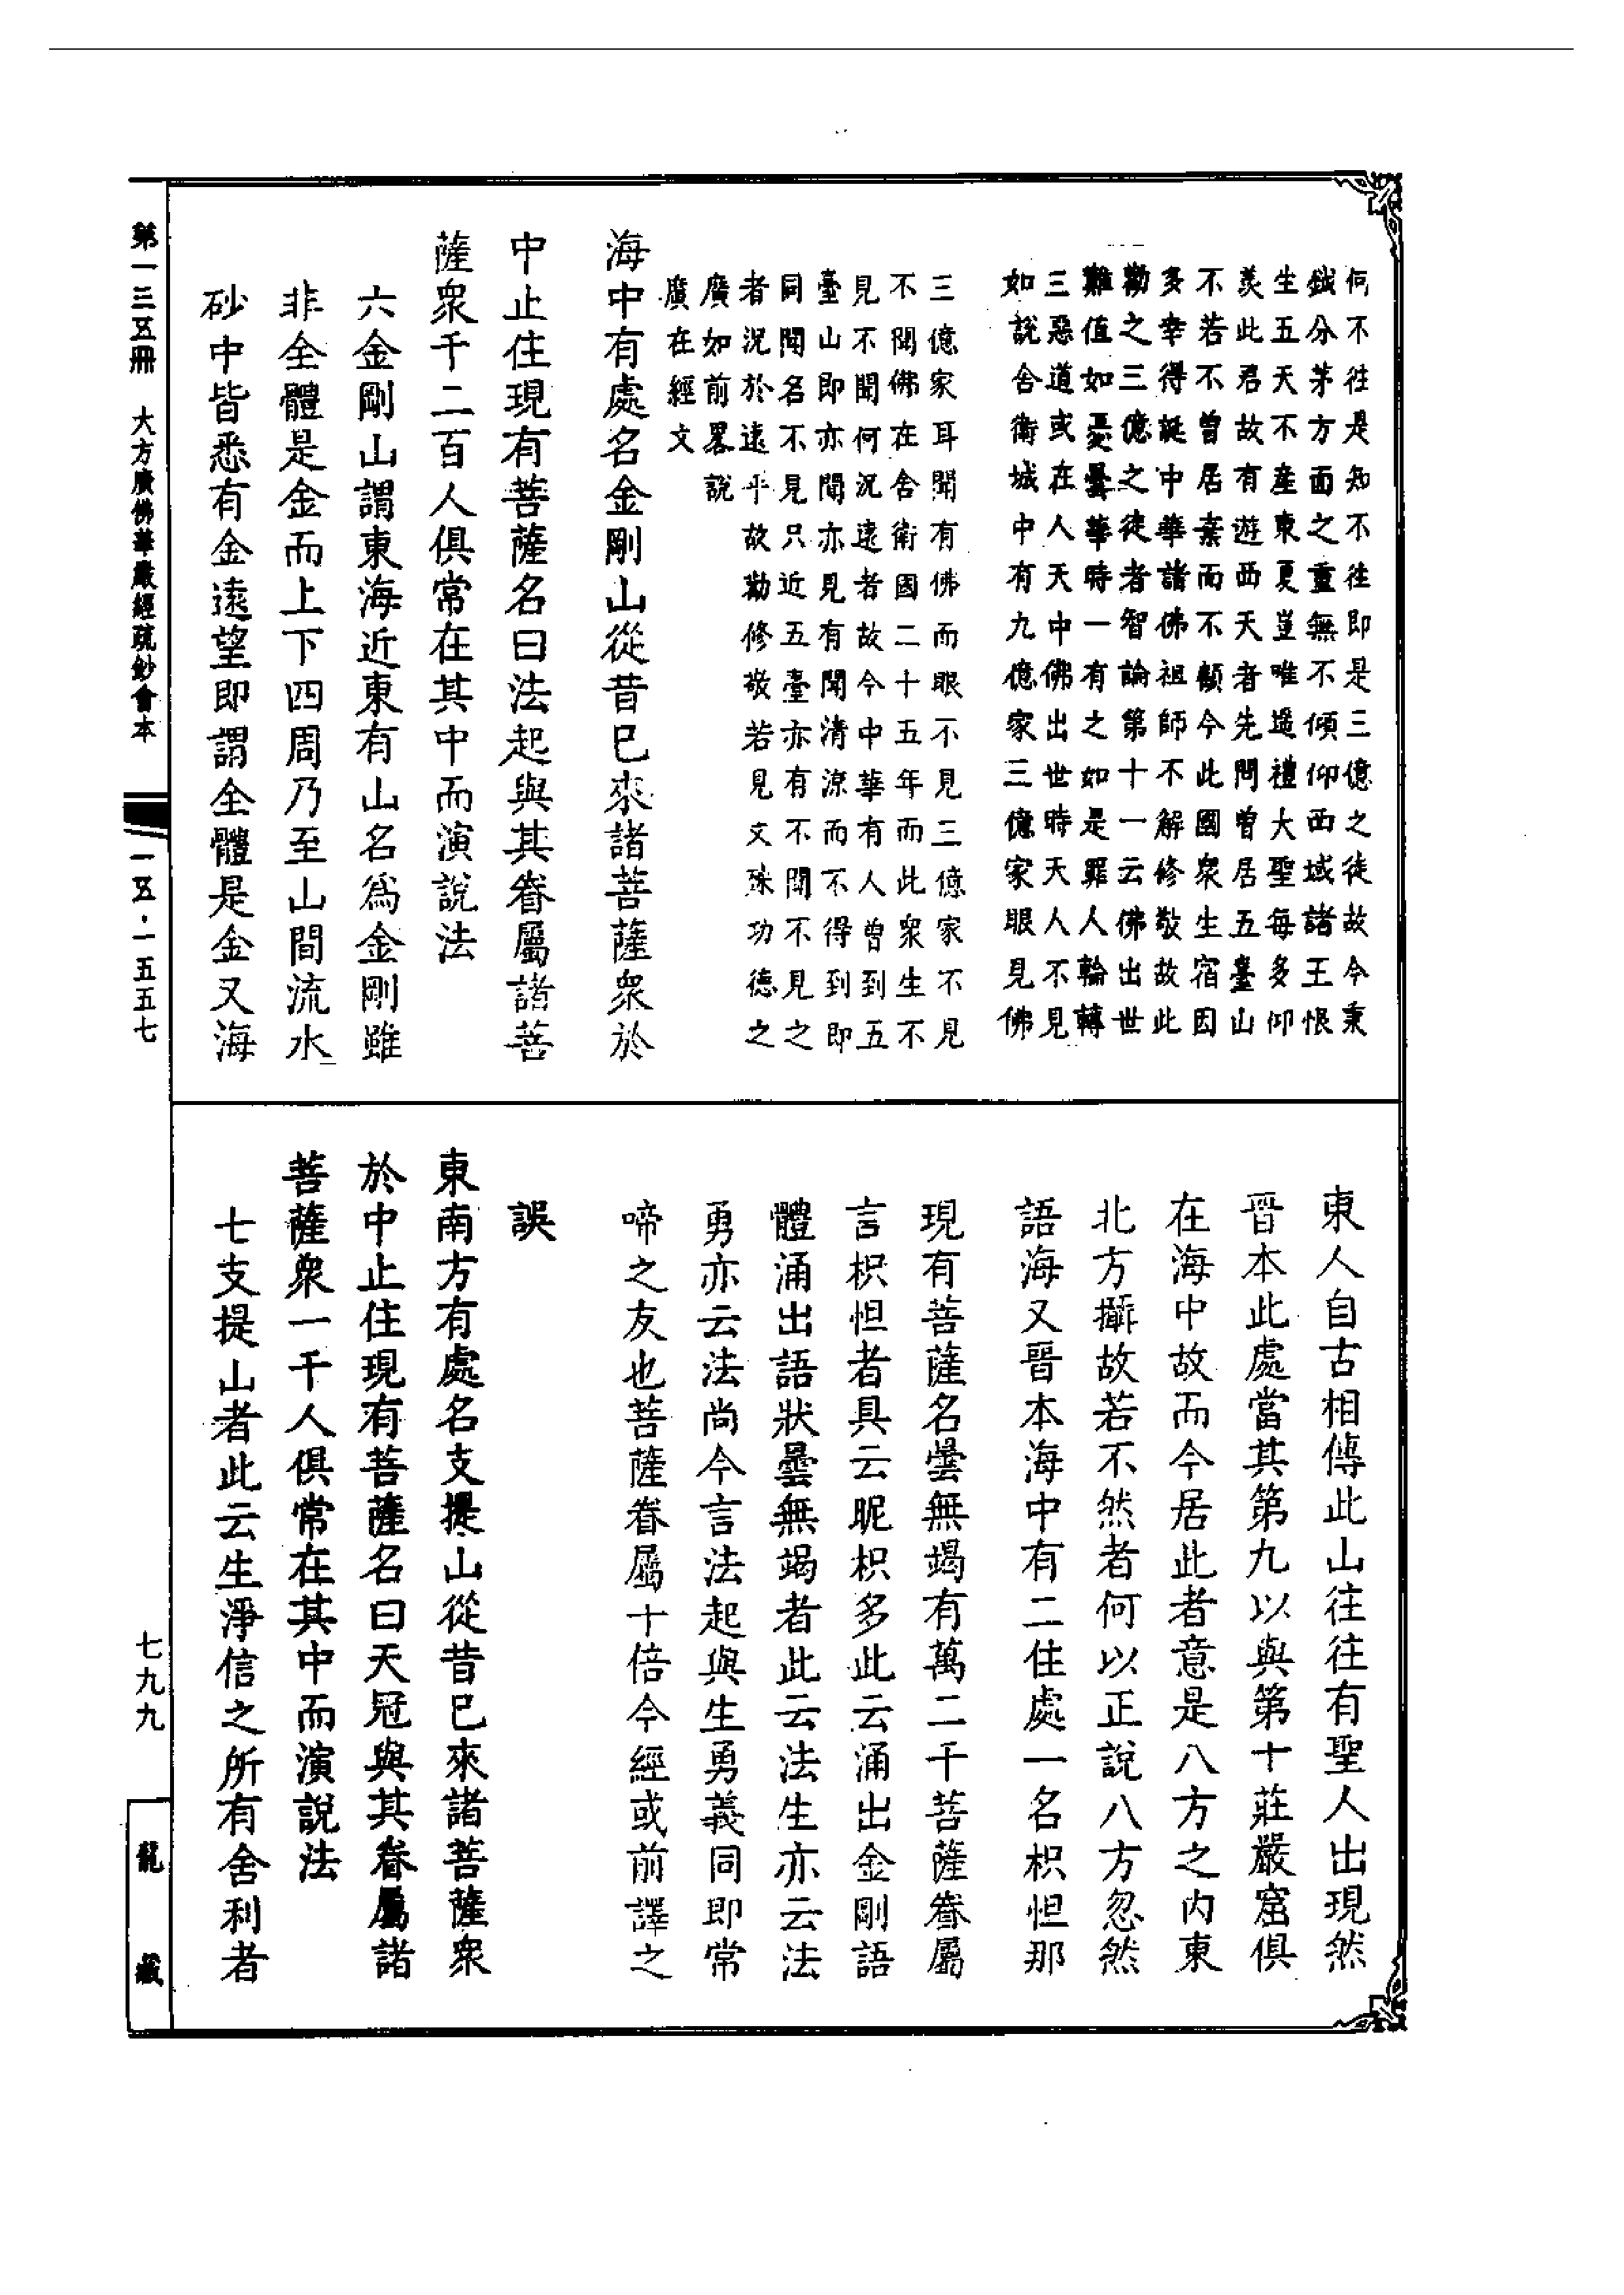 何不往是知不往即是三億之徒故今秉
鉞分茅方面之重無不傾仰西域諸王恨
生五天不產東夏豈唯遥禮大聖每多仰
羨此君故有遊西天者先問曾居五臺山
不若不曾居棄而不顧今此國衆生宿因
多幸得誕中華諸佛祖師不解修敬故此
勸之三億之徒者智論第十一云佛出世
難值如憂曇華時一有之如是罪人輪轉
三惡道或在人天中佛出世時天人不見
如說舍衛城中有九億家三億家眼見佛
三億家耳聞有佛而眼不見三億家不見
不聞佛在舍衛國二十五年而此衆生不
見不聞何況遠者故今中華有人曾到五
臺山即亦聞亦見有聞清涼而不得到即
同聞名不見只近五臺亦有不聞不見之
者況於遠乎故勸修敬若見文殊功德之
廣如前畧說
廣在經文
海中有處名金剛山從昔已來諸菩薩衆於
中止住現有菩薩名曰法起與其眷屬諸菩
薩衆千二百人俱常在其中而演說法
六金剛山謂東海近東有山名爲金剛雖
非全體是金而上下四周乃至山間流水
砂中皆悉有金遠望即謂全體是金又海
東人自古相傳此山往往有聖人出現然
晉本此處當其第九以與第十莊嚴窟俱
在海中故而今居此者意是八方之内東
北方攝故若不然者何以正說八方忽然
語海又晉本海中有二住處一名枳怛那
現有菩薩名曇無竭有萬二千菩薩眷屬
言枳怛者具云昵枳多此云涌出金剛語
體涌出語狀曇無竭者此云法生亦云法
勇亦云法尚今言法起與生勇義同即常
啼之友也菩薩眷屬十倍今經或前譯之
誤
東南方有處名支提山從昔已來諸菩薩衆
於中止住現有菩薩名曰天冠與其眷屬諸
菩薩衆一千人俱常在其中而演說法
七支提山者此云生淨信之所有舍利者
第一三五冊 大方廣佛華嚴經疏鈔會本
一五·一五五七
七九九
龍藏